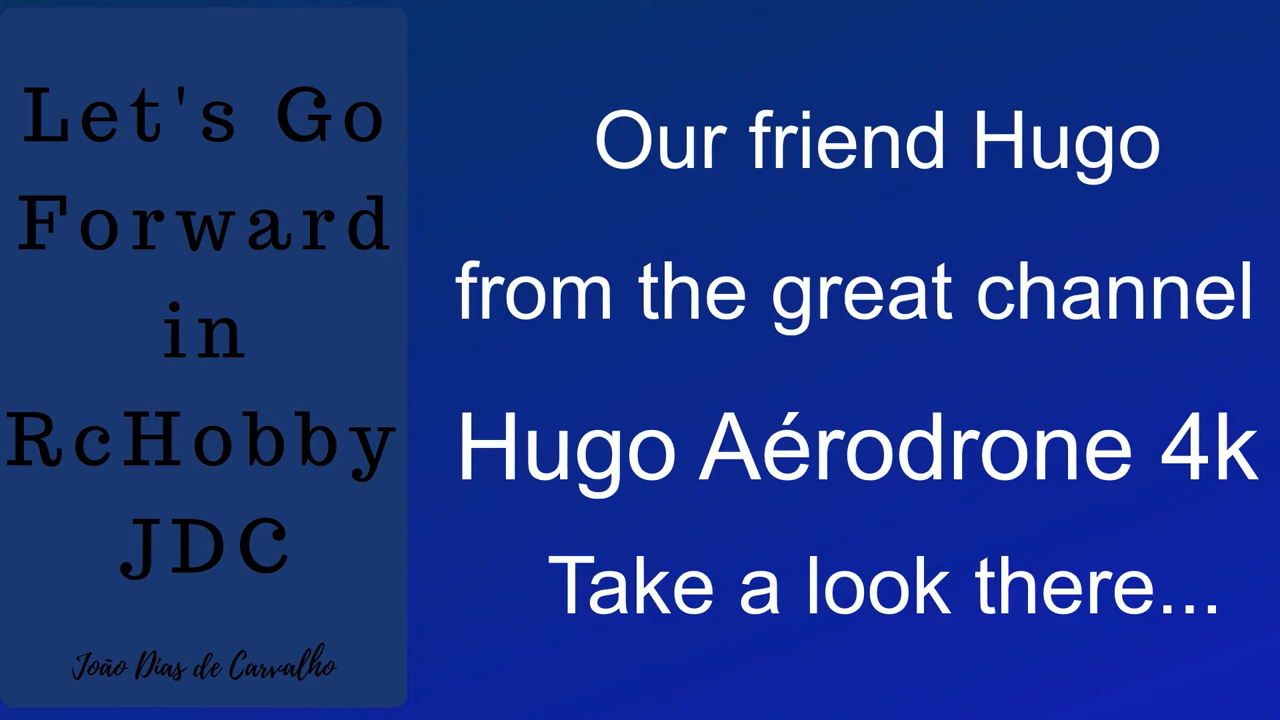 Let's Go
Forward
in
RcHobby
JDC
João Dias de Carvalho
Our friend Hugo
from the great channel
Hugo Aérodrone 4k
Take a look there...